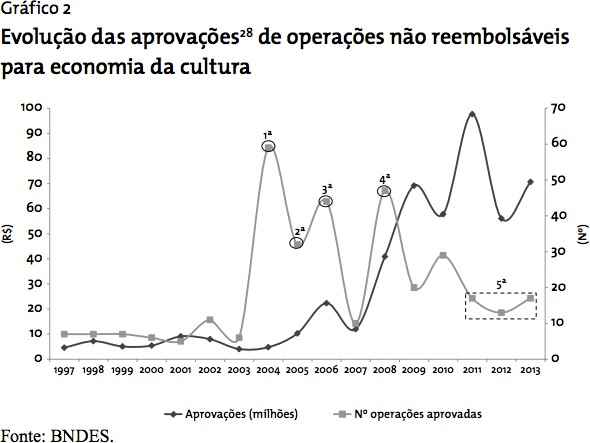 Gráfico 2
Evolução das aprovações²⁸ de operações não reembolsáveis
para economia da cultura
100
90
80
70
60
50
40
30
20
10
0
(R$)
70
60
50
40
30
20
10
0
(Nº)
1ª
2ª
3ª
4ª
5ª
1997 1998 1999 2000 2001 2002 2003 2004 2005 2006 2007 2008 2009 2010 2011 2012 2013
Aprovações (milhões) Nº operações aprovadas
Fonte: BNDES.